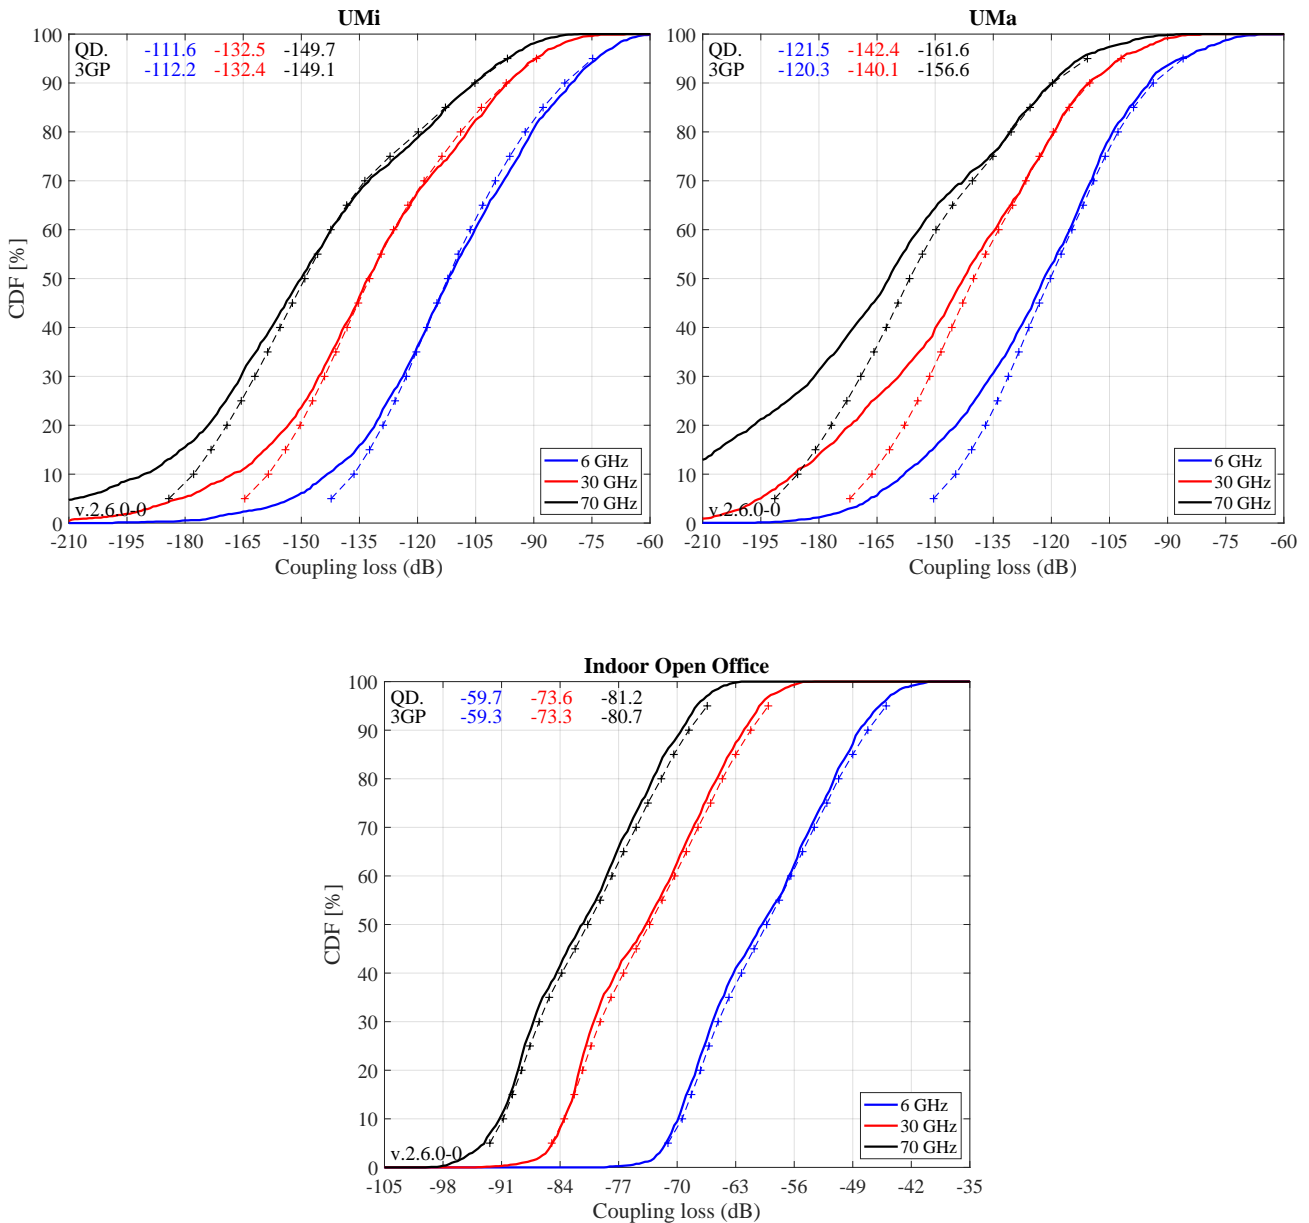 UMi
QD. -111.6 -132.5 -149.7
3GP -112.2 -132.4 -149.1
100
90
80
70
60
50
40
30
20
10
0
CDF [%]
6 GHz
30 GHz
70 GHz
v.2.6.0-0
-210 -195 -180 -165 -150 -135 -120 -105 -90 -75 -60
Coupling loss (dB)
UMa
QD. -121.5 -142.4 -161.6
3GP -120.3 -140.1 -156.6
100
90
80
70
60
50
40
30
20
10
0
6 GHz
30 GHz
70 GHz
v.2.6.0-0
-210 -195 -180 -165 -150 -135 -120 -105 -90 -75 -60
Coupling loss (dB)
Indoor Open Office
QD. -59.7 -73.6 -81.2
3GP -59.3 -73.3 -80.7
100
90
80
70
60
50
40
30
20
10
0
CDF [%]
6 GHz
30 GHz
70 GHz
v.2.6.0-0
-105 -98 -91 -84 -77 -70 -63 -56 -49 -42 -35
Coupling loss (dB)